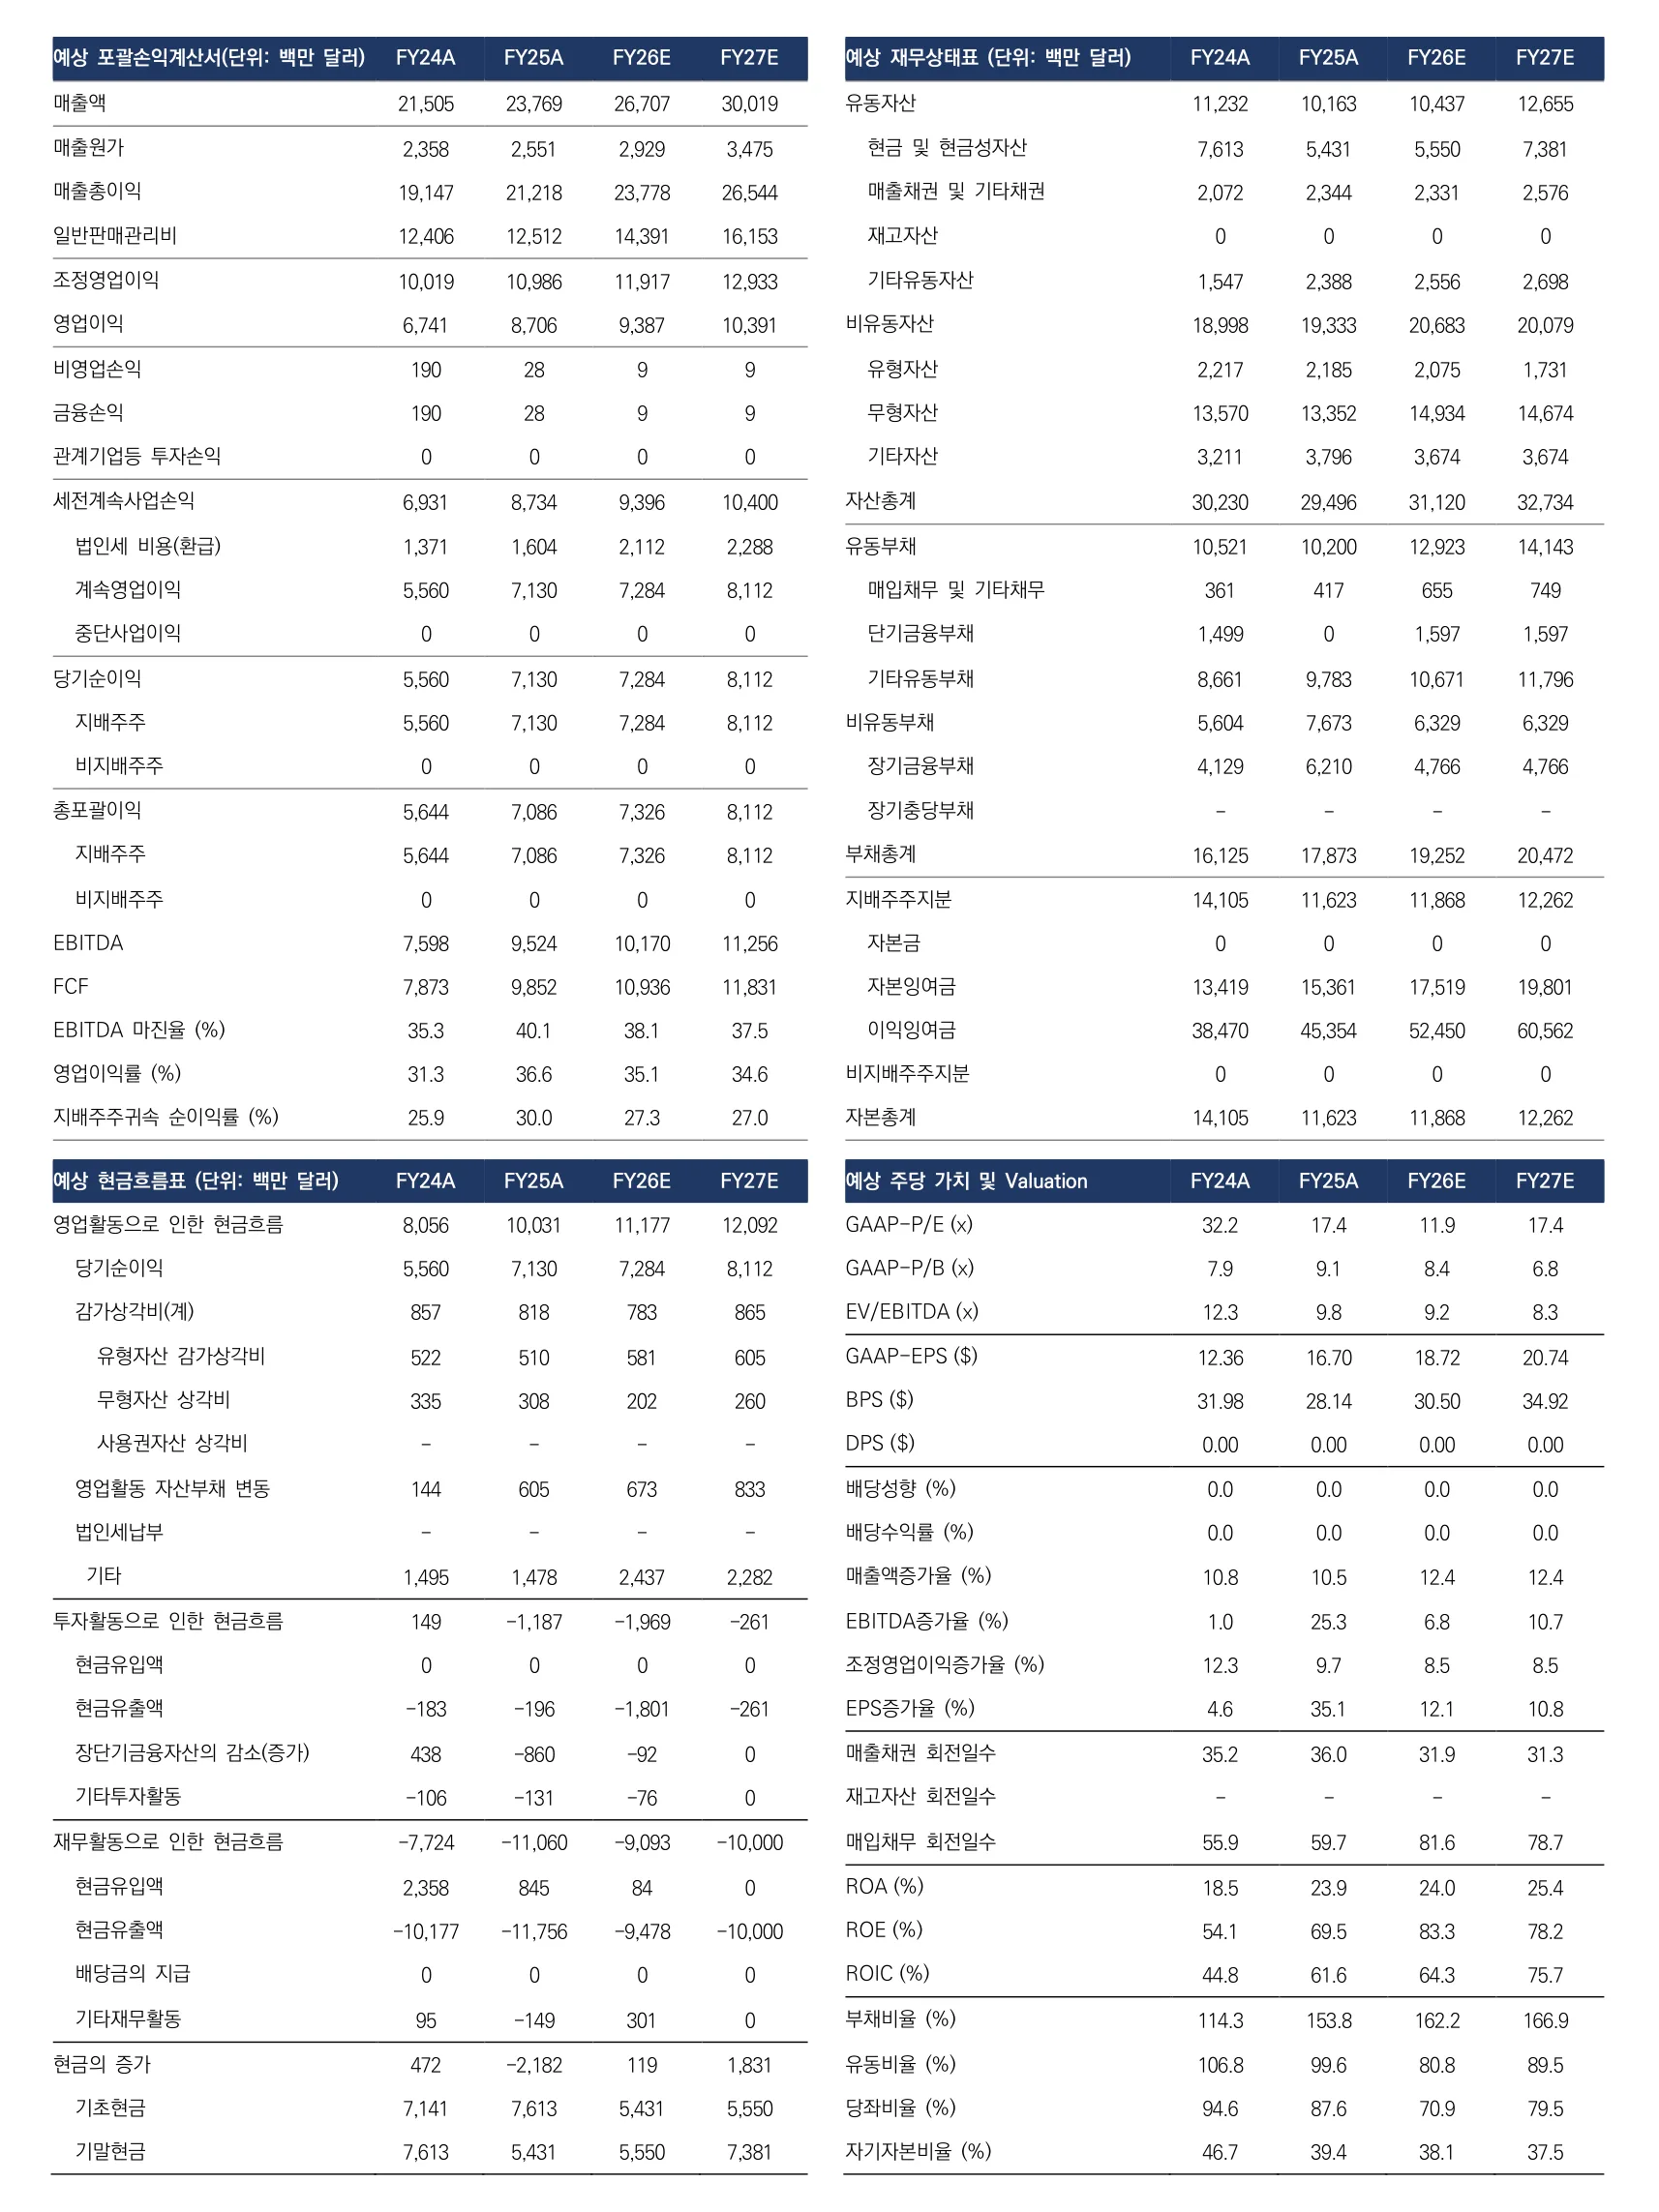 예상 포괄손익계산서(단위: 백만 달러) FY24A FY25A FY26E FY27E
매출액 21,505 23,769 26,707 30,019
매출원가 2,358 2,551 2,929 3,475
매출총이익 19,147 21,218 23,778 26,544
일반판매관리비 12,406 12,512 14,391 16,153
조정영업이익 10,019 10,986 11,917 12,933
영업이익 6,741 8,706 9,387 10,391
비영업손익 190 28 9 9
금융손익 190 28 9 9
관계기업등 투자손익 0 0 0 0
세전계속사업손익 6,931 8,734 9,396 10,400
법인세 비용(환급) 1,371 1,604 2,112 2,288
계속영업이익 5,560 7,130 7,284 8,112
중단사업이익 0 0 0 0
당기순이익 5,560 7,130 7,284 8,112
지배주주 5,560 7,130 7,284 8,112
비지배주주 0 0 0 0
총포괄이익 5,644 7,086 7,326 8,112
지배주주 5,644 7,086 7,326 8,112
비지배주주 0 0 0 0
EBITDA 7,598 9,524 10,170 11,256
FCF 7,873 9,852 10,936 11,831
EBITDA 마진율 (%) 35.3 40.1 38.1 37.5
영업이익률 (%) 31.3 36.6 35.1 34.6
지배주주귀속 순이익률 (%) 25.9 30.0 27.3 27.0
예상 재무상태표 (단위: 백만 달러) FY24A FY25A FY26E FY27E
유동자산 11,232 10,163 10,437 12,655
현금 및 현금성자산 7,613 5,431 5,550 7,381
매출채권 및 기타채권 2,072 2,344 2,331 2,576
재고자산 0 0 0 0
기타유동자산 1,547 2,388 2,556 2,698
비유동자산 18,998 19,333 20,683 20,079
유형자산 2,217 2,185 2,075 1,731
무형자산 13,570 13,352 14,934 14,674
기타자산 3,211 3,796 3,674 3,674
자산총계 30,230 29,496 31,120 32,734
유동부채 10,521 10,200 12,923 14,143
매입채무 및 기타채무 361 417 655 749
단기금융부채 1,499 0 1,597 1,597
기타유동부채 8,661 9,783 10,671 11,796
비유동부채 5,604 7,673 6,329 6,329
장기금융부채 4,129 6,210 4,766 4,766
장기충당부채 - - - -
부채총계 16,125 17,873 19,252 20,472
지배주주지분 14,105 11,623 11,868 12,262
자본금 0 0 0 0
자본잉여금 13,419 15,361 17,519 19,801
이익잉여금 38,470 45,354 52,450 60,562
비지배주주지분 0 0 0 0
자본총계 14,105 11,623 11,868 12,262
예상 현금흐름표 (단위: 백만 달러) FY24A FY25A FY26E FY27E
영업활동으로 인한 현금흐름 8,056 10,031 11,177 12,092
당기순이익 5,560 7,130 7,284 8,112
감가상각비(계) 857 818 783 865
유형자산 감가상각비 522 510 581 605
무형자산 상각비 335 308 202 260
사용권자산 상각비 - - - -
영업활동 자산부채 변동 144 605 673 833
법인세납부 - - - -
기타 1,495 1,478 2,437 2,282
투자활동으로 인한 현금흐름 149 -1,187 -1,969 -261
현금유입액 0 0 0 0
현금유출액 -183 -196 -1,801 -261
장단기금융자산의 감소(증가) 438 -860 -92 0
기타투자활동 -106 -131 -76 0
재무활동으로 인한 현금흐름 -7,724 -11,060 -9,093 -10,000
현금유입액 2,358 845 84 0
현금유출액 -10,177 -11,756 -9,478 -10,000
배당금의 지급 0 0 0 0
기타재무활동 95 -149 301 0
현금의 증가 472 -2,182 119 1,831
기초현금 7,141 7,613 5,431 5,550
기말현금 7,613 5,431 5,550 7,381
예상 주당 가치 및 Valuation FY24A FY25A FY26E FY27E
GAAP-P/E (x) 32.2 17.4 11.9 17.4
GAAP-P/B (x) 7.9 9.1 8.4 6.8
EV/EBITDA (x) 12.3 9.8 9.2 8.3
GAAP-EPS ($) 12.36 16.70 18.72 20.74
BPS ($) 31.98 28.14 30.50 34.92
DPS ($) 0.00 0.00 0.00 0.00
배당성향 (%) 0.0 0.0 0.0 0.0
배당수익률 (%) 0.0 0.0 0.0 0.0
매출액증가율 (%) 10.8 10.5 12.4 12.4
EBITDA증가율 (%) 1.0 25.3 6.8 10.7
조정영업이익증가율 (%) 12.3 9.7 8.5 8.5
EPS증가율 (%) 4.6 35.1 12.1 10.8
매출채권 회전일수 35.2 36.0 31.9 31.3
재고자산 회전일수 - - - -
매입채무 회전일수 55.9 59.7 81.6 78.7
ROA (%) 18.5 23.9 24.0 25.4
ROE (%) 54.1 69.5 83.3 78.2
ROIC (%) 44.8 61.6 64.3 75.7
부채비율 (%) 114.3 153.8 162.2 166.9
유동비율 (%) 106.8 99.6 80.8 89.5
당좌비율 (%) 94.6 87.6 70.9 79.5
자기자본비율 (%) 46.7 39.4 38.1 37.5